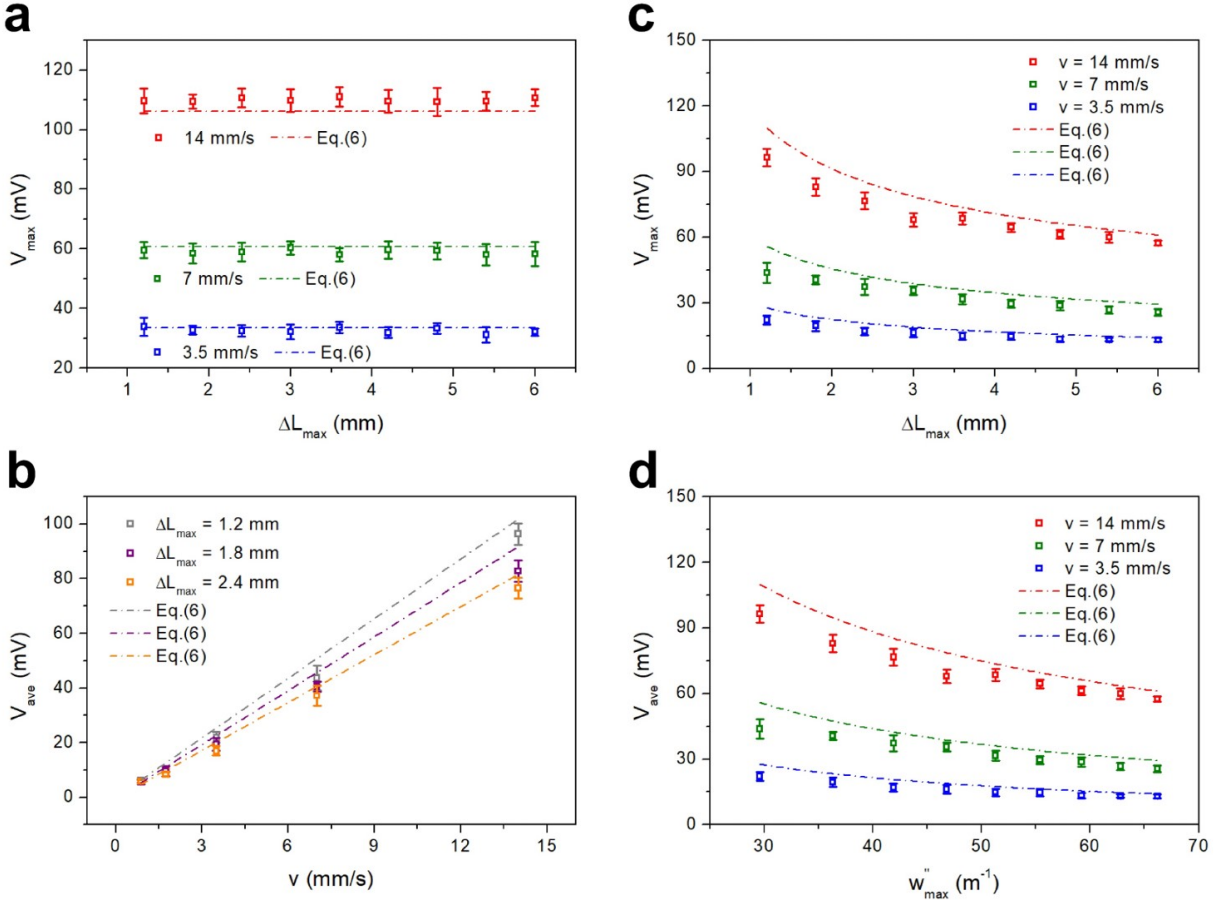 a
120
100
80
60
40
20
V_max (mV)
14 mm/s
Eq.(6)
7 mm/s
Eq.(6)
3.5 mm/s
Eq.(6)
1 2 3 4 5 6
ΔL_max (mm)
b
100
80
60
40
20
0
V_ave (mV)
ΔL_max = 1.2 mm
ΔL_max = 1.8 mm
ΔL_max = 2.4 mm
Eq.(6)
Eq.(6)
Eq.(6)
0 3 6 9 12 15
v (mm/s)
c
150
120
90
60
30
0
V_max (mV)
v = 14 mm/s
v = 7 mm/s
v = 3.5 mm/s
Eq.(6)
Eq.(6)
Eq.(6)
1 2 3 4 5 6
ΔL_max (mm)
d
150
120
90
60
30
0
V_ave (mV)
v = 14 mm/s
v = 7 mm/s
v = 3.5 mm/s
Eq.(6)
Eq.(6)
Eq.(6)
30 40 50 60 70
w''_max (m⁻¹)